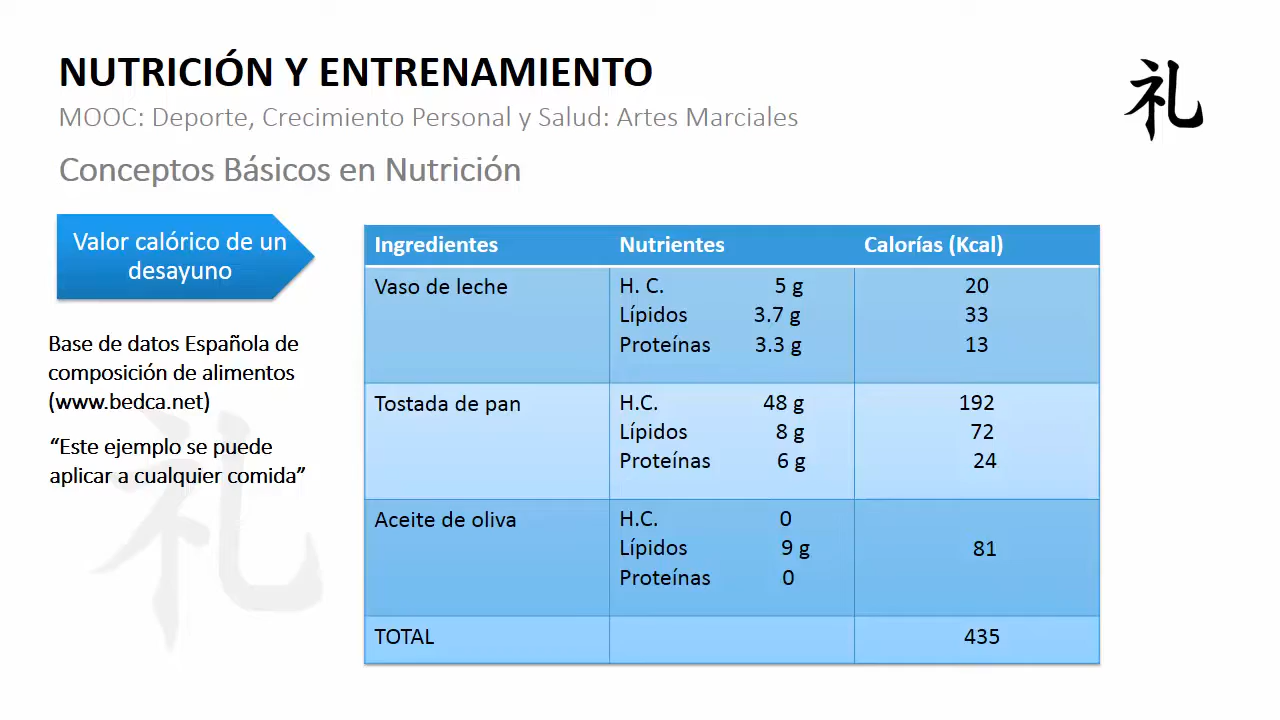 NUTRICIÓN Y ENTRENAMIENTO
MOOC: Deporte, Crecimiento Personal y Salud: Artes Marciales
Conceptos Básicos en Nutrición
礼
Valor calórico de un
desayuno
Base de datos Española de
composición de alimentos
(www.bedca.net)
“Este ejemplo se puede
aplicar a cualquier comida”
礼
Ingredientes Nutrientes Calorías (Kcal)
Vaso de leche H. C. 5 g 20
Lípidos 3.7 g 33
Proteínas 3.3 g 13
Tostada de pan H.C. 48 g 192
Lípidos 8 g 72
Proteínas 6 g 24
Aceite de oliva H.C. 0
Lípidos 9 g 81
Proteínas 0
TOTAL 435